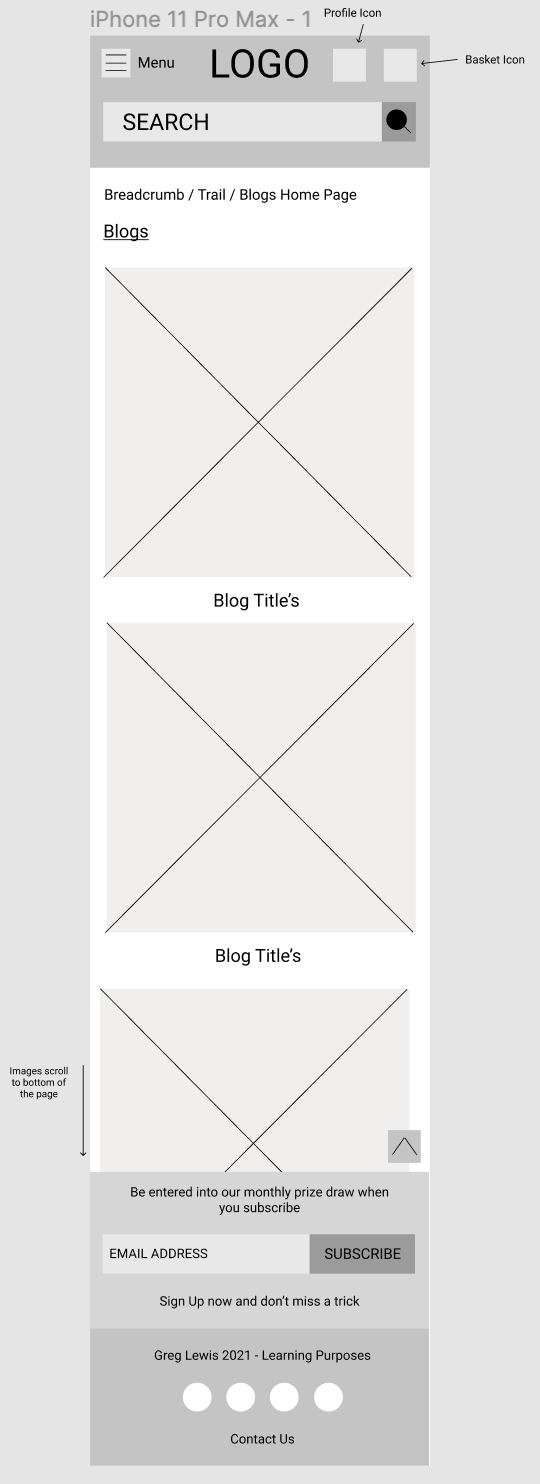 iPhone 11 Pro Max - 1
Profile Icon
Menu
LOGO
Basket Icon
SEARCH
Breadcrumb / Trail / Blogs Home Page
Blogs
Blog Title’s
Blog Title’s
Images scroll
to bottom of
the page
Be entered into our monthly prize draw when
you subscribe
EMAIL ADDRESS
SUBSCRIBE
Sign Up now and don’t miss a trick
Greg Lewis 2021 - Learning Purposes
Contact Us